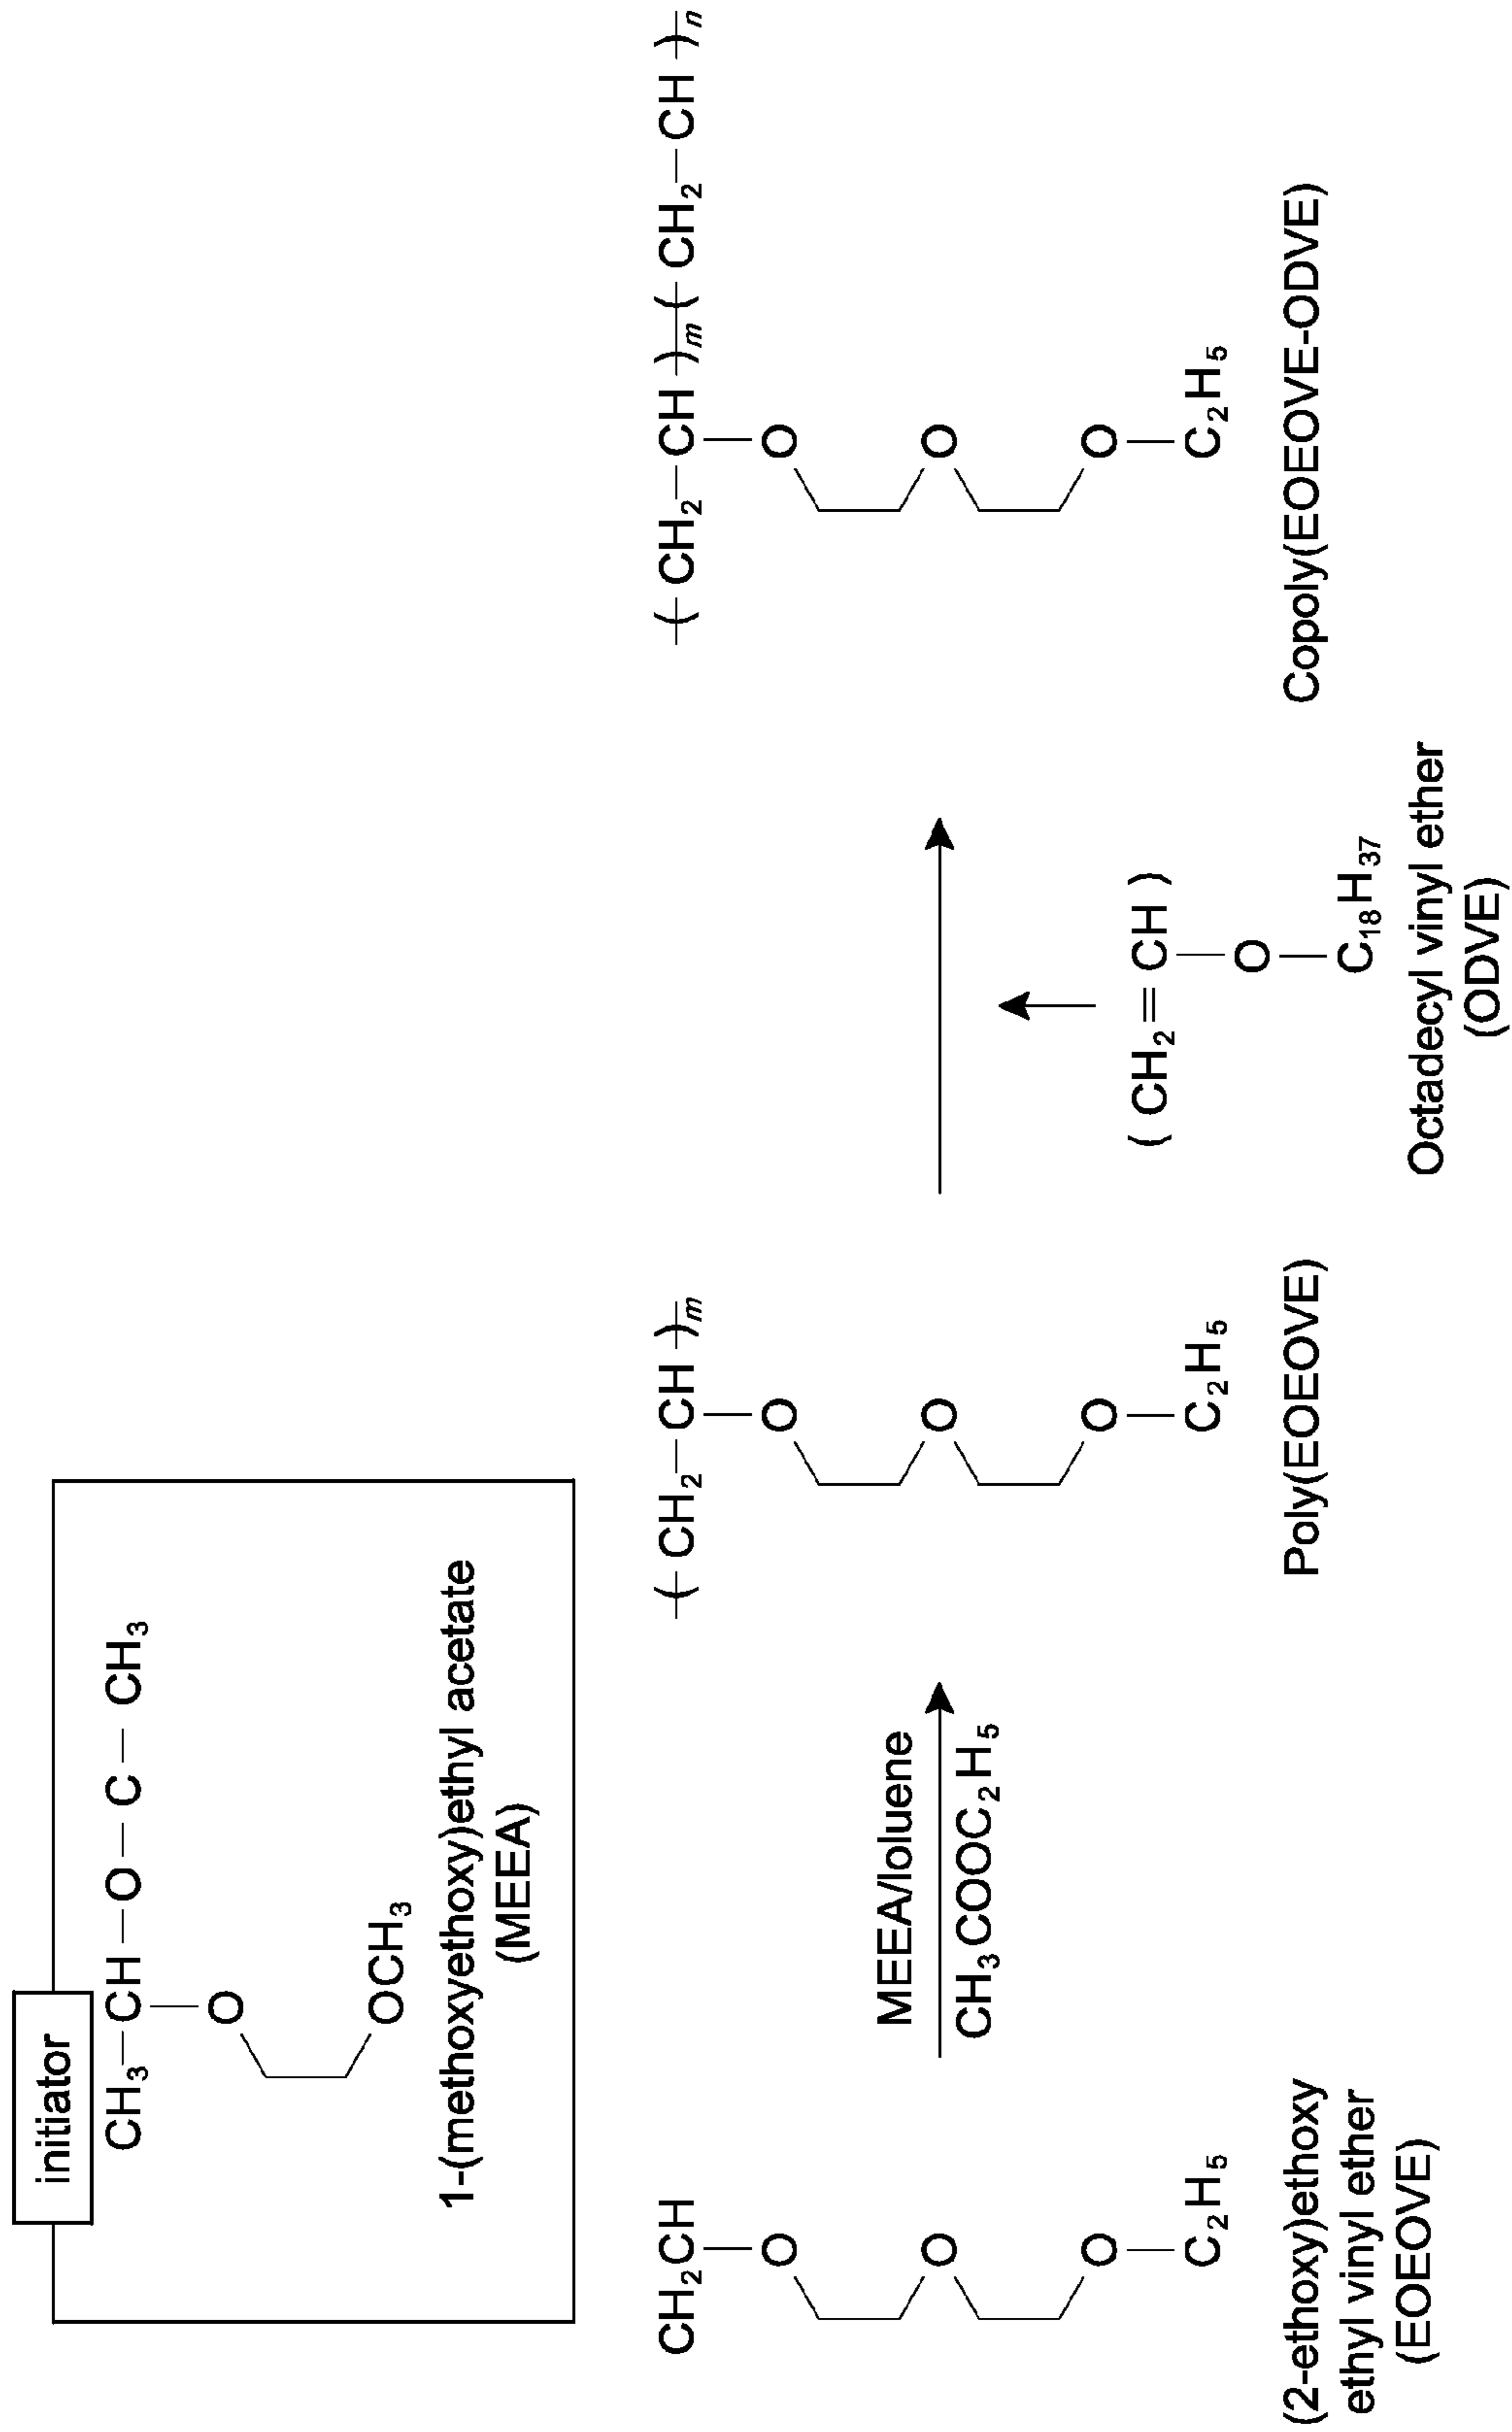 initiator
CH3—CH—O—C—CH3
O
OCH3
1-(methoxyethoxy)ethyl acetate
(MEEA)
CH2CH
O
O
O
C2H5
(2-ethoxy)ethoxy
ethyl vinyl ether
(EOEOVE)
MEEA/loluene
CH3COOC2H5
( CH2—CH )m
O
O
O
C2H5
Poly(EOEOVE)
( CH2=CH )
O
C18H37
Octadecyl vinyl ether
(ODVE)
( CH2—CH )m ( CH2—CH )n
O
O
O
C2H5
Copoly(EOEOVE-ODVE)